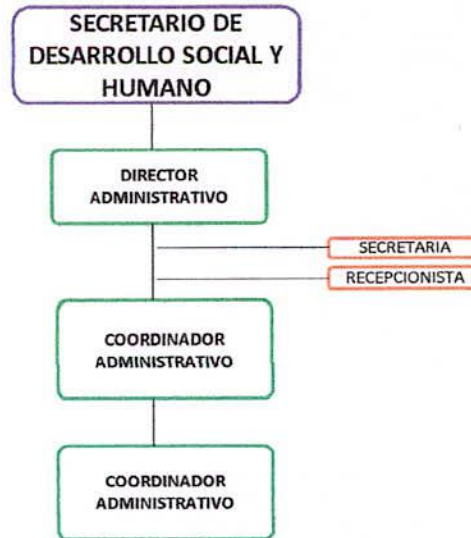 SECRETARIO DE
DESARROLLO SOCIAL Y
HUMANO
DIRECTOR
ADMINISTRATIVO
SECRETARIA
RECEPCIONISTA
COORDINADOR
ADMINISTRATIVO
COORDINADOR
ADMINISTRATIVO